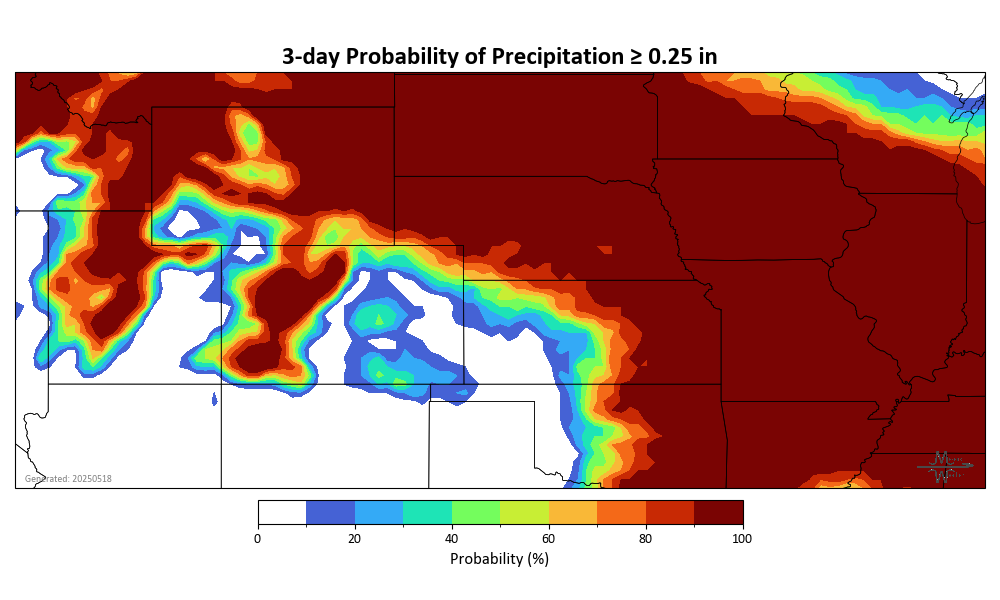 3-day Probability of Precipitation ≥ 0.25 in
Generated: 20250518
0 20 40 60 80 100
Probability (%)